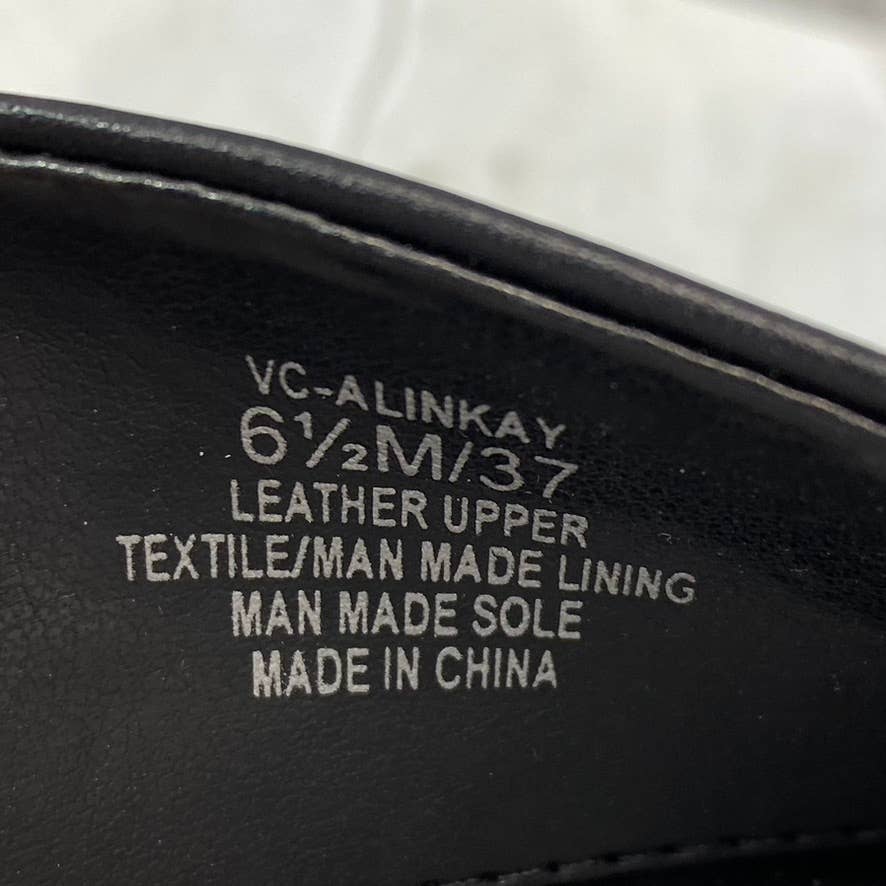 VC-ALINKAY
6½M/37
LEATHER UPPER
TEXTILE/MAN MADE LINING
MAN MADE SOLE
MADE IN CHINA